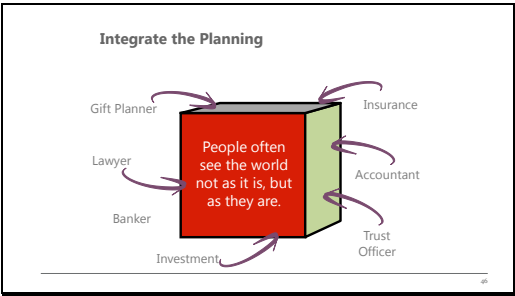 Integrate the Planning
Gift Planner
Insurance
People often
see the world
not as it is, but
as they are.
Lawyer
Accountant
Banker
Trust
Officer
Investment
46